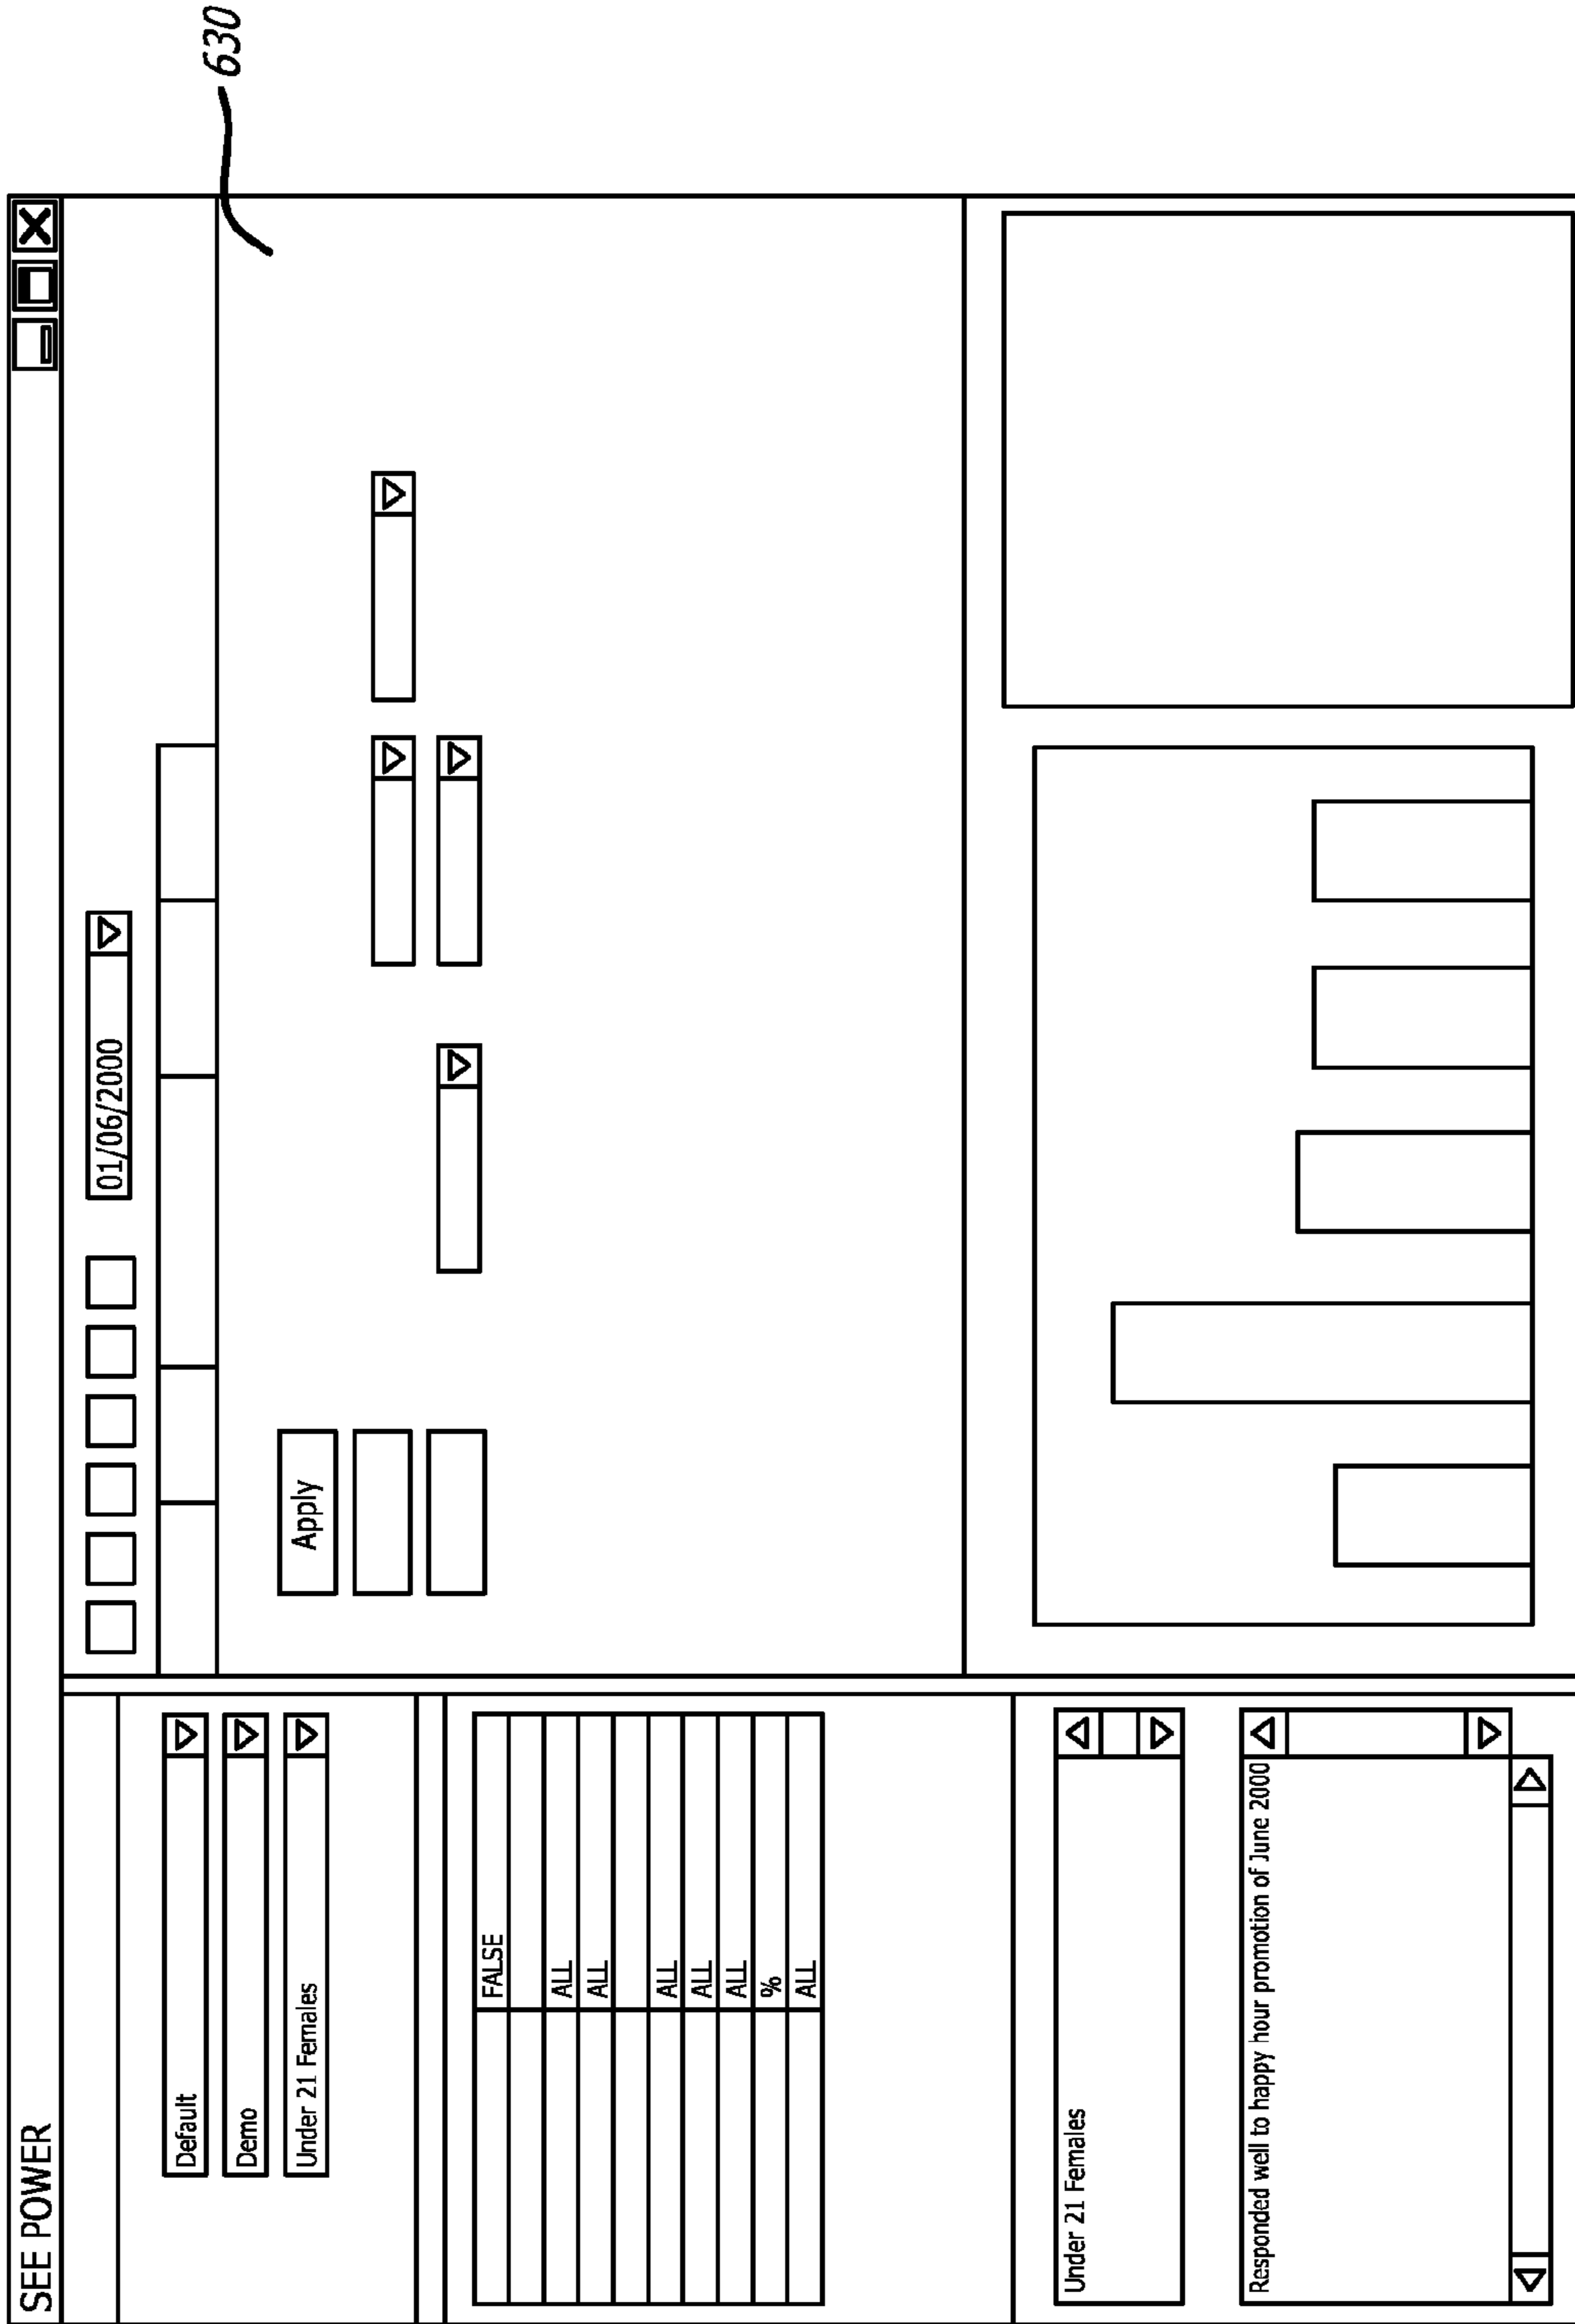 SEE POWER
01/06/2000
630
Default
Demo
Under 21 Females
Apply
FALSE
ALL
ALL
ALL
ALL
ALL
%
ALL
Under 21 Females
Responded well to happy hour promotion of June 2000